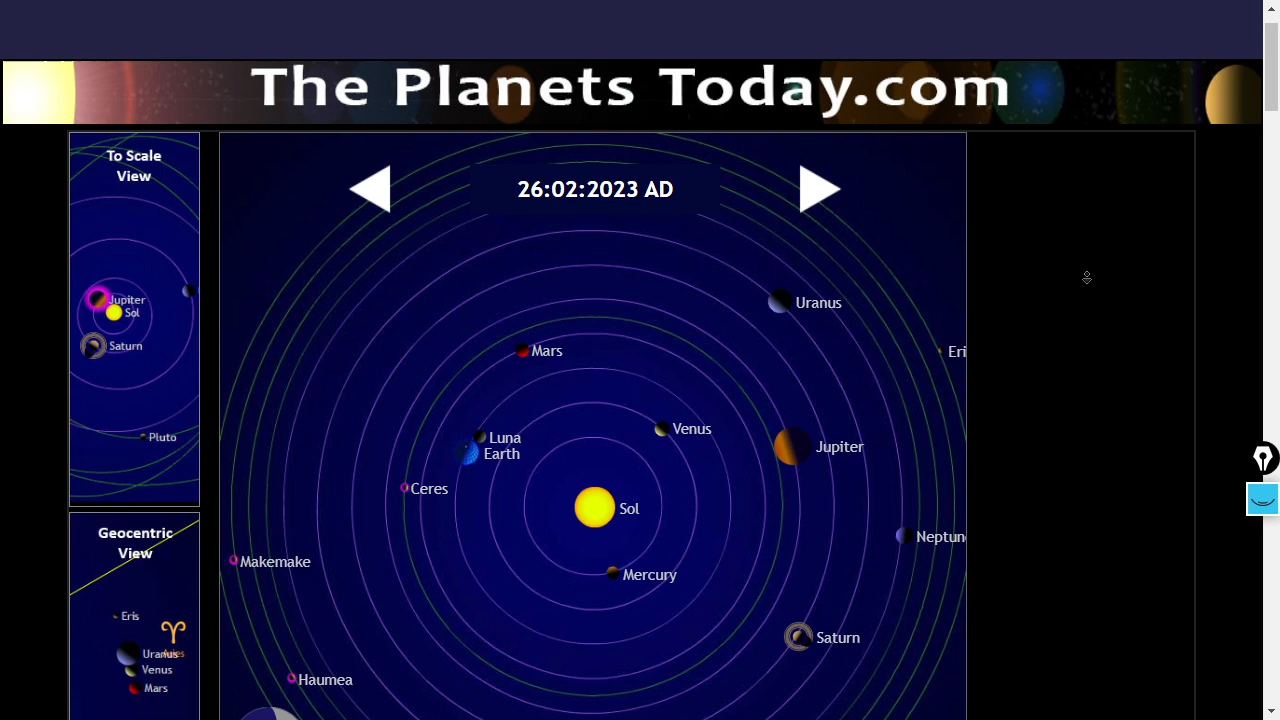 The Planets Today.com
To Scale
View
Jupiter
Sol
Saturn
Pluto
Geocentric
View
Eris
Uranus
Venus
Mars
26:02:2023 AD
Uranus
Eri
Mars
Venus
Luna
Earth
Jupiter
Ceres
Sol
Neptun
Makemake
Mercury
Saturn
Haumea